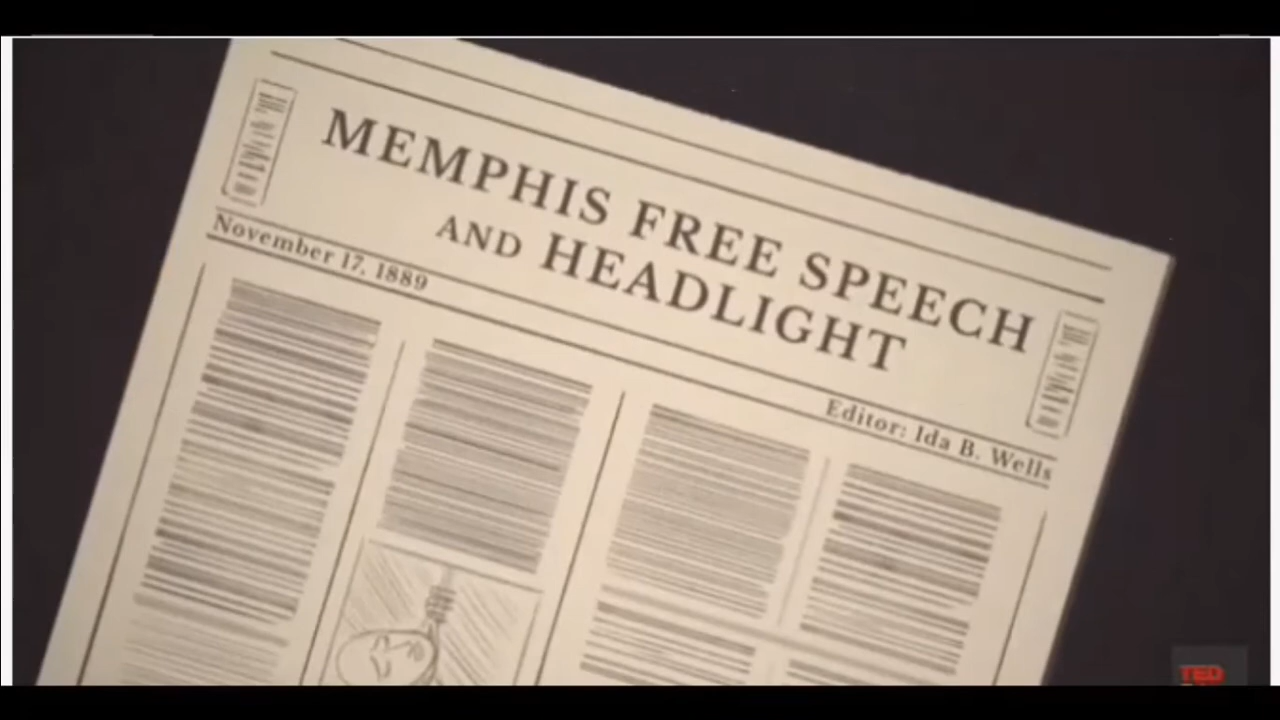 MEMPHIS FREE SPEECH
AND HEADLIGHT
November 17, 1889
Editor: Ida B. Wells
TED